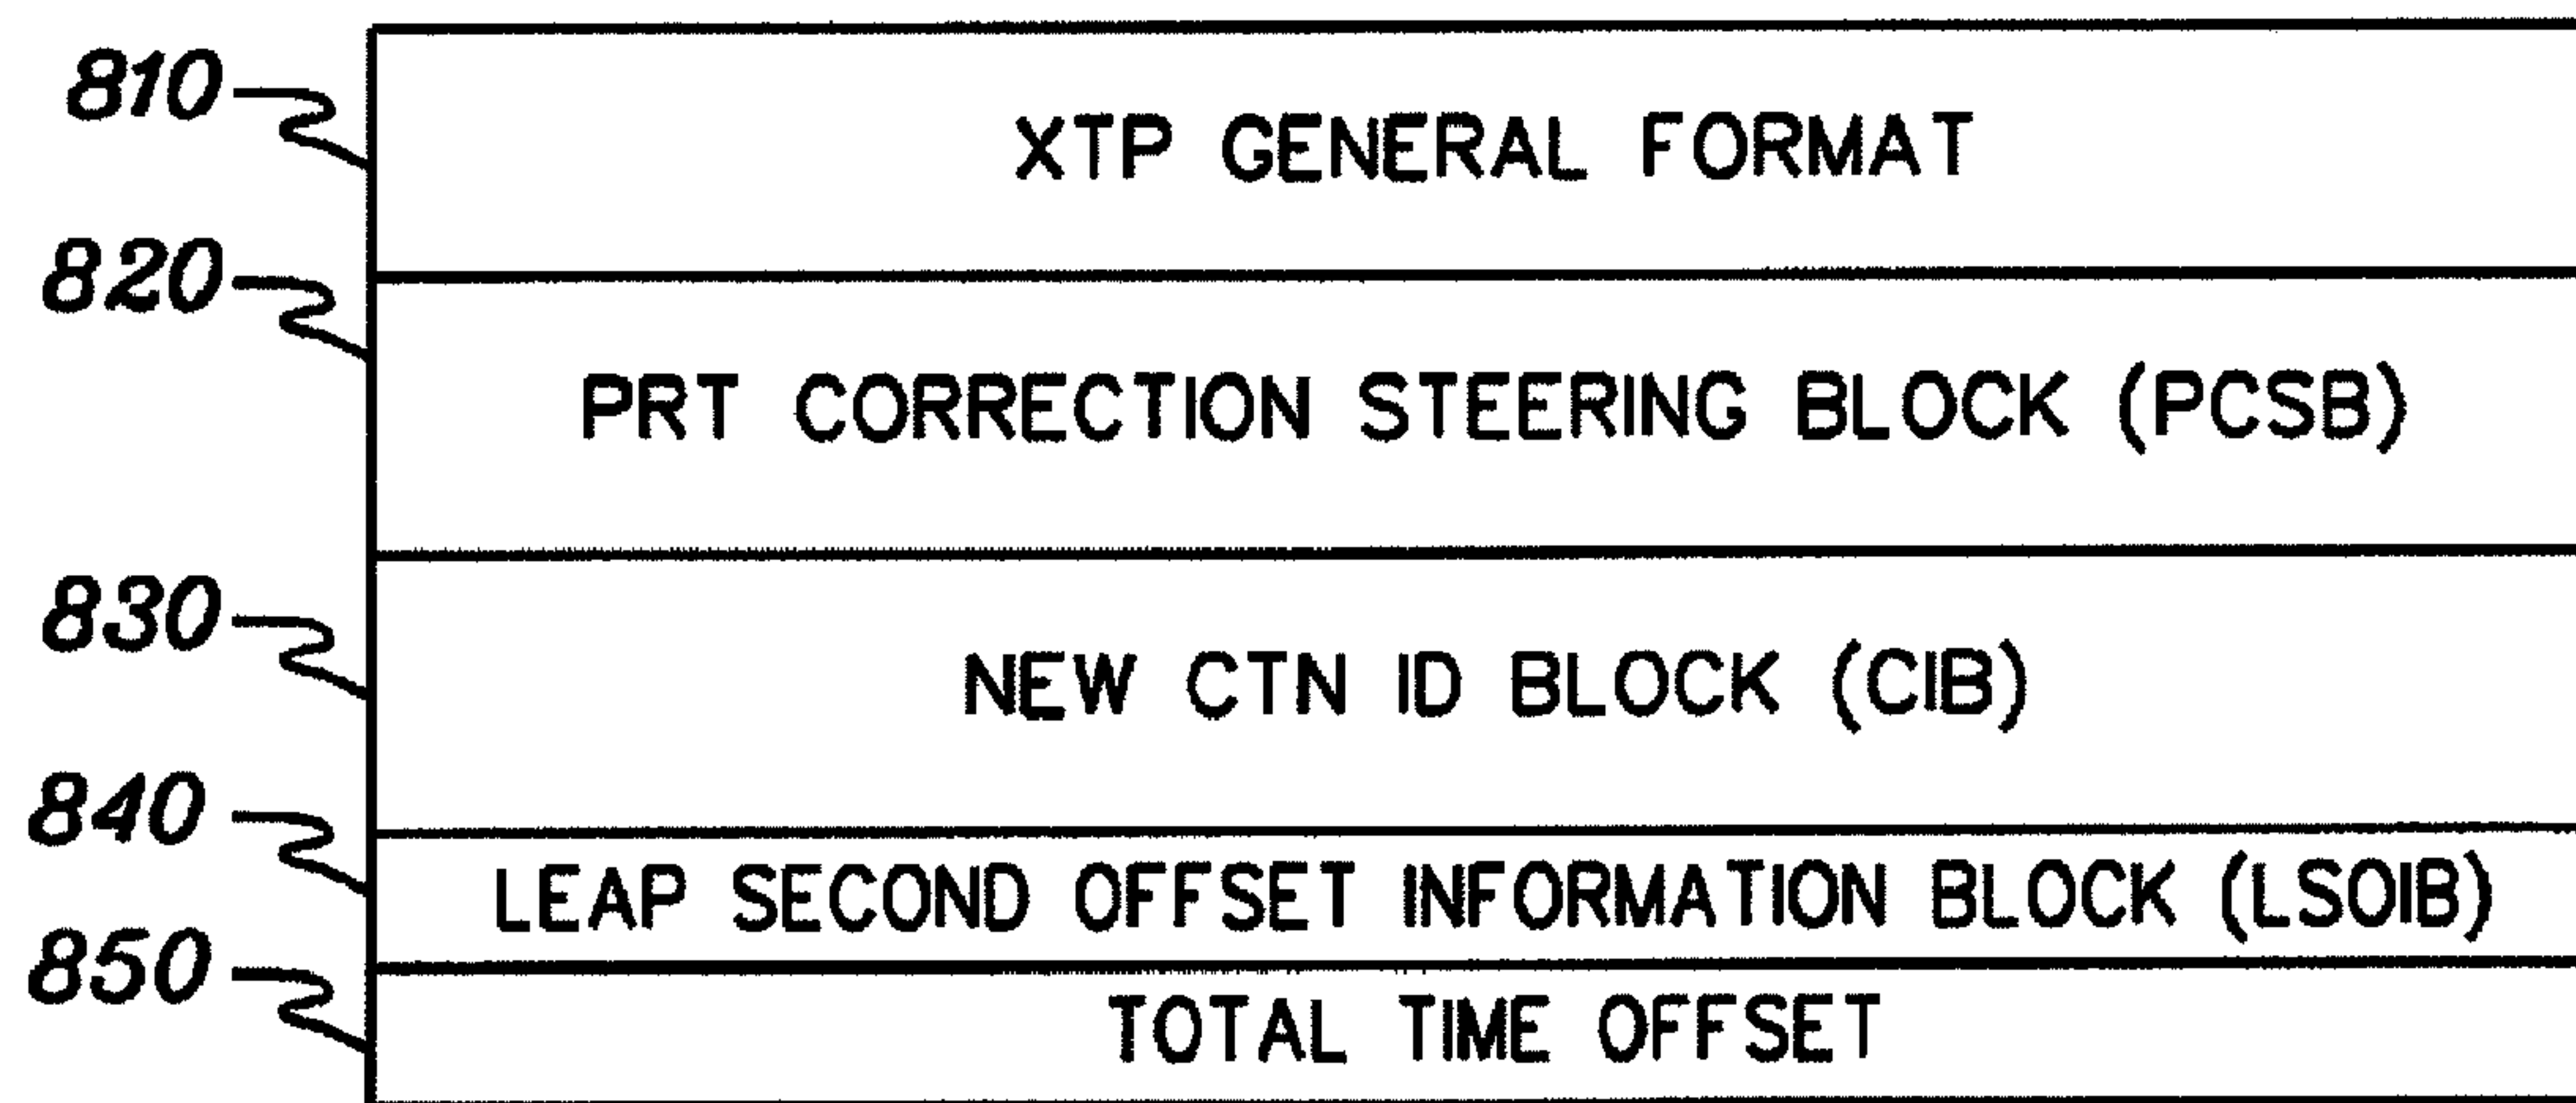 810 XTP GENERAL FORMAT
820 PRT CORRECTION STEERING BLOCK (PCSB)
830 NEW CTN ID BLOCK (CIB)
840 LEAP SECOND OFFSET INFORMATION BLOCK (LSOIB)
850 TOTAL TIME OFFSET